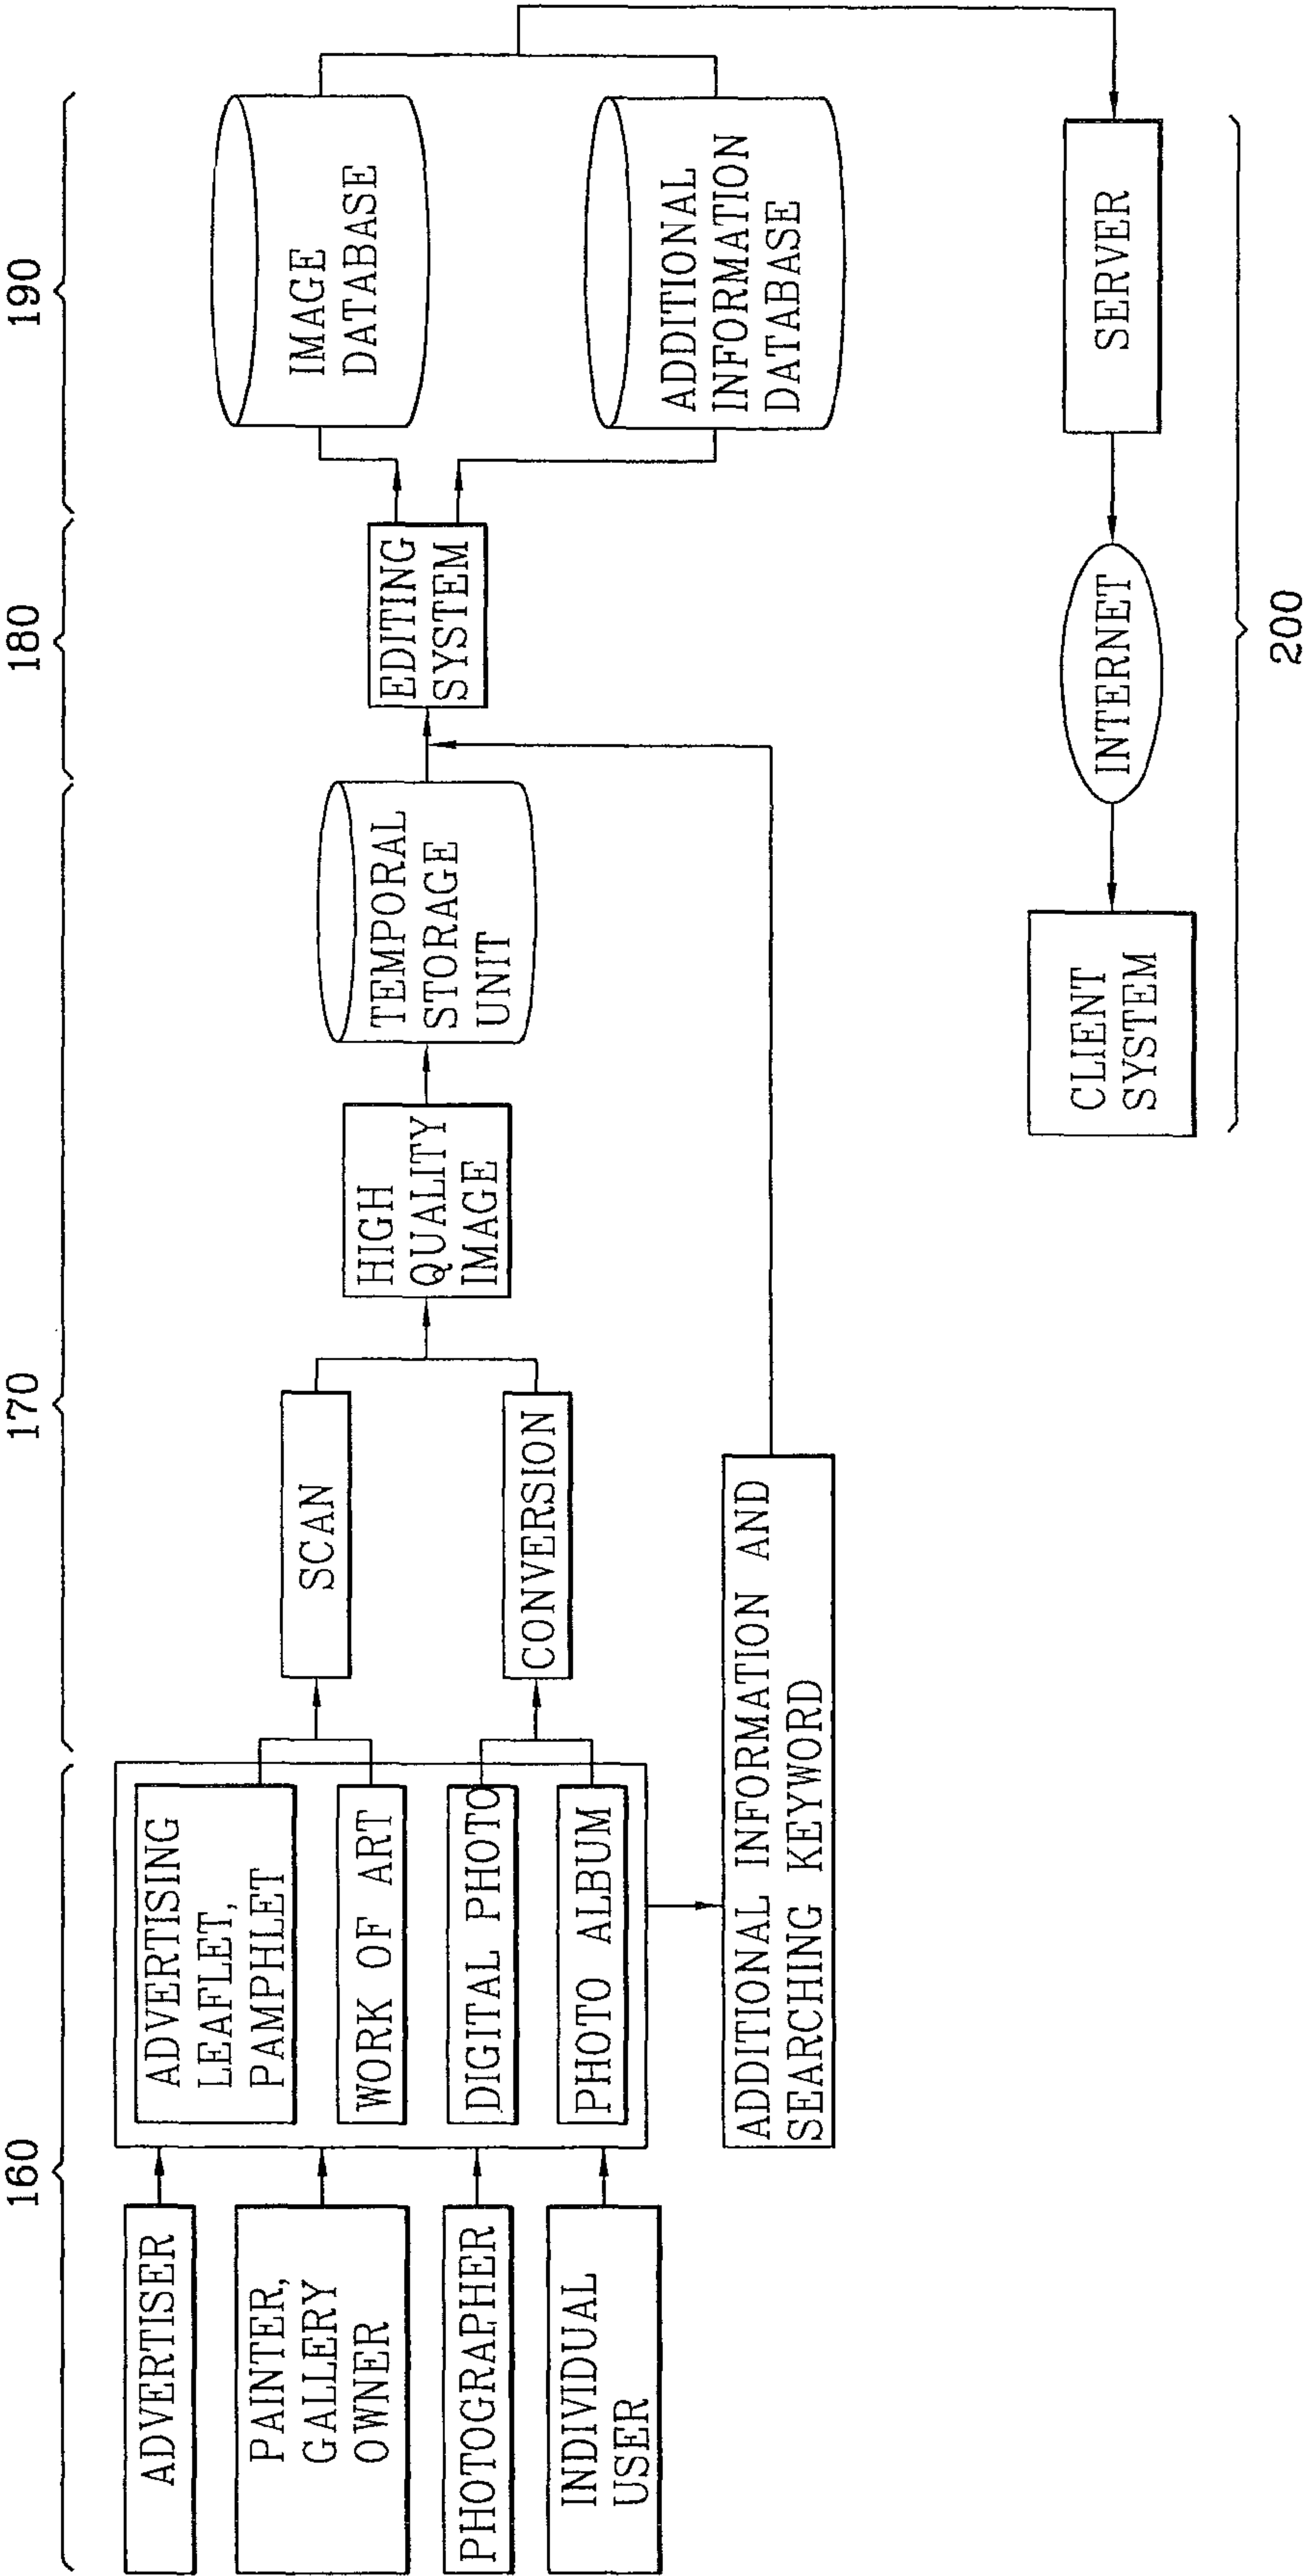 160
170
180
190
ADVERTISER
PAINTER,
GALLERY
OWNER
PHOTOGRAPHER
INDIVIDUAL
USER
ADVERTISING
LEAFLET,
PAMPHLET
WORK OF ART
DIGITAL PHOTO
PHOTO ALBUM
SCAN
CONVERSION
HIGH
QUALITY
IMAGE
TEMPORAL
STORAGE
UNIT
EDITING
SYSTEM
IMAGE
DATABASE
ADDITIONAL
INFORMATION
DATABASE
ADDITIONAL INFORMATION AND
SEARCHING KEYWORD
CLIENT
SYSTEM
INTERNET
SERVER
200